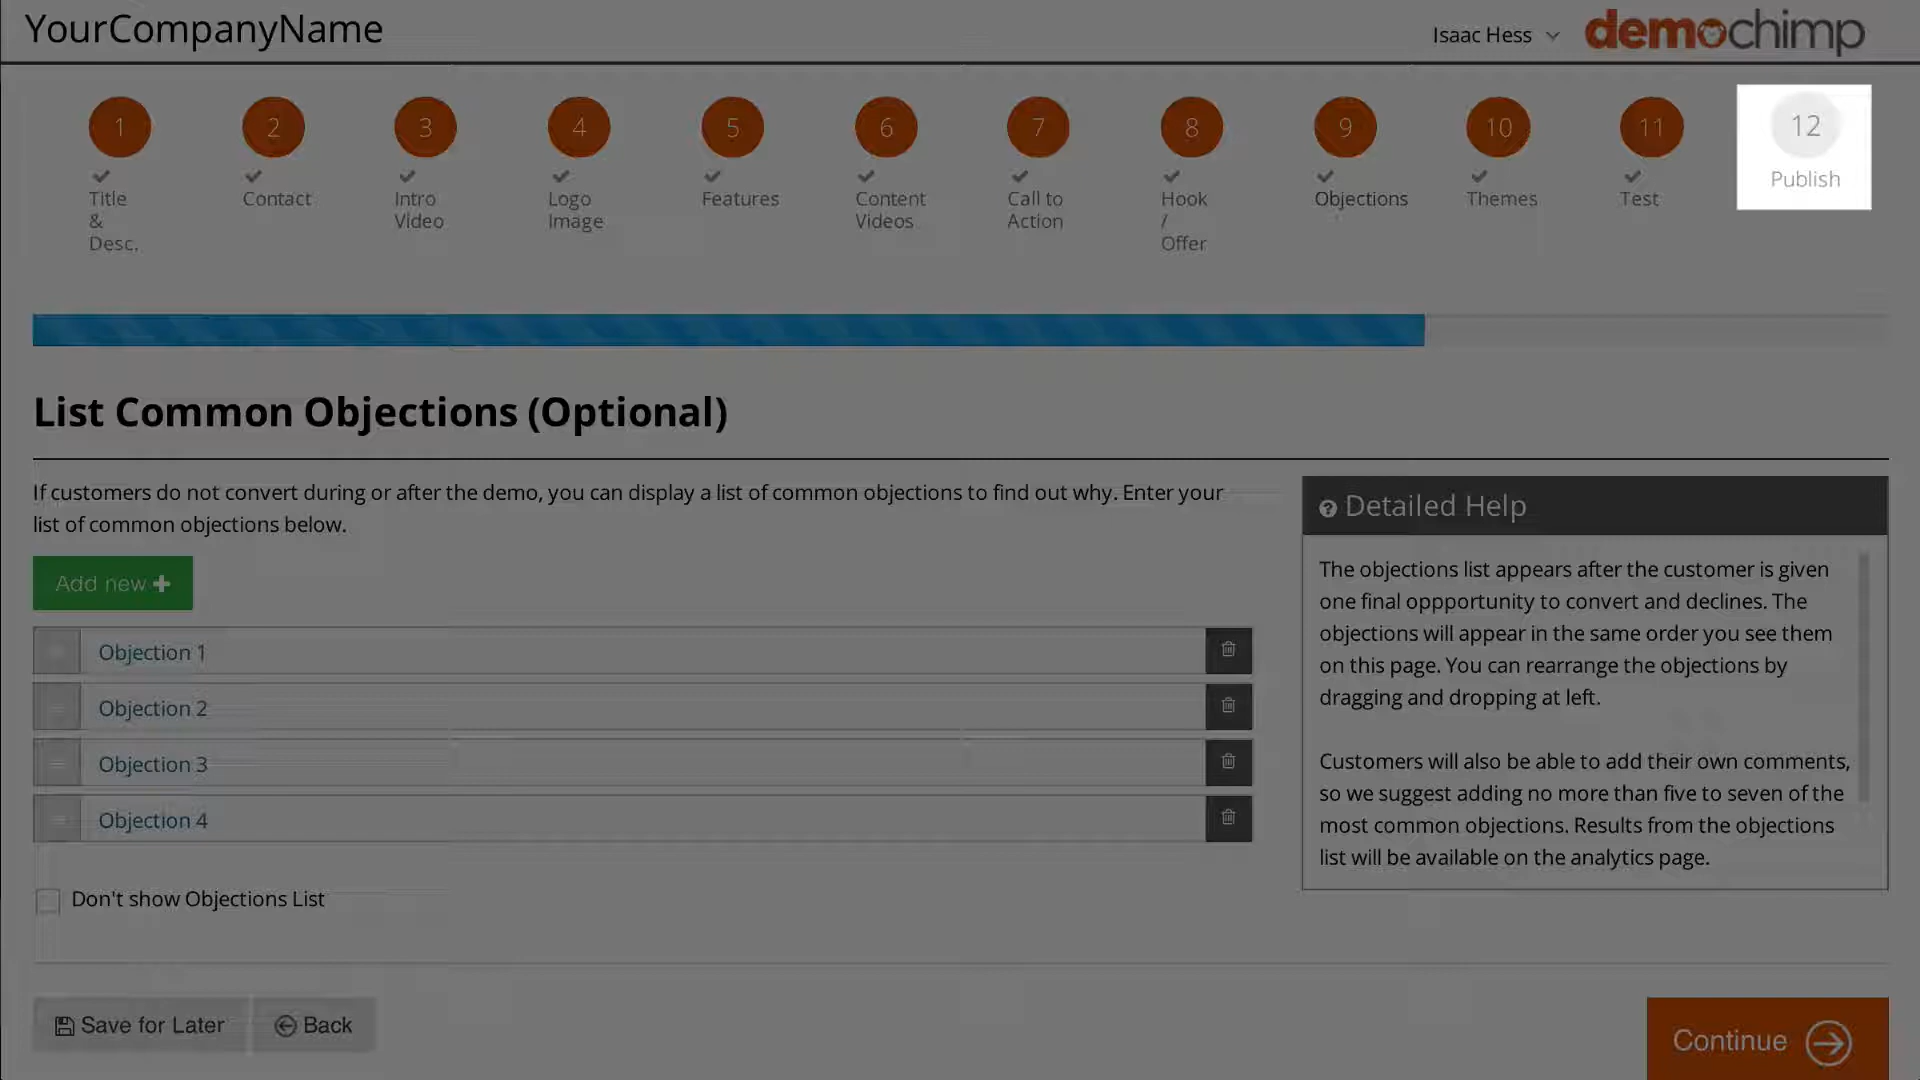 YourCompanyName
Isaac Hess
demochimp
1
2
3
4
5
6
7
8
9
10
11
12
Title
&
Desc.
Contact
Intro
Video
Logo
Image
Features
Content
Videos
Call to
Action
Hook
/
Offer
Objections
Themes
Test
Publish
List Common Objections (Optional)
If customers do not convert during or after the demo, you can display a list of common objections to find out why. Enter your
list of common objections below.
Add new
Objection 1
Objection 2
Objection 3
Objection 4
Don't show Objections List
Detailed Help
The objections list appears after the customer is given
one final oppportunity to convert and declines. The
objections will appear in the same order you see them
on this page. You can rearrange the objections by
dragging and dropping at left.
Customers will also be able to add their own comments,
so we suggest adding no more than five to seven of the
most common objections. Results from the objections
list will be available on the analytics page.
Save for Later
Back
Continue